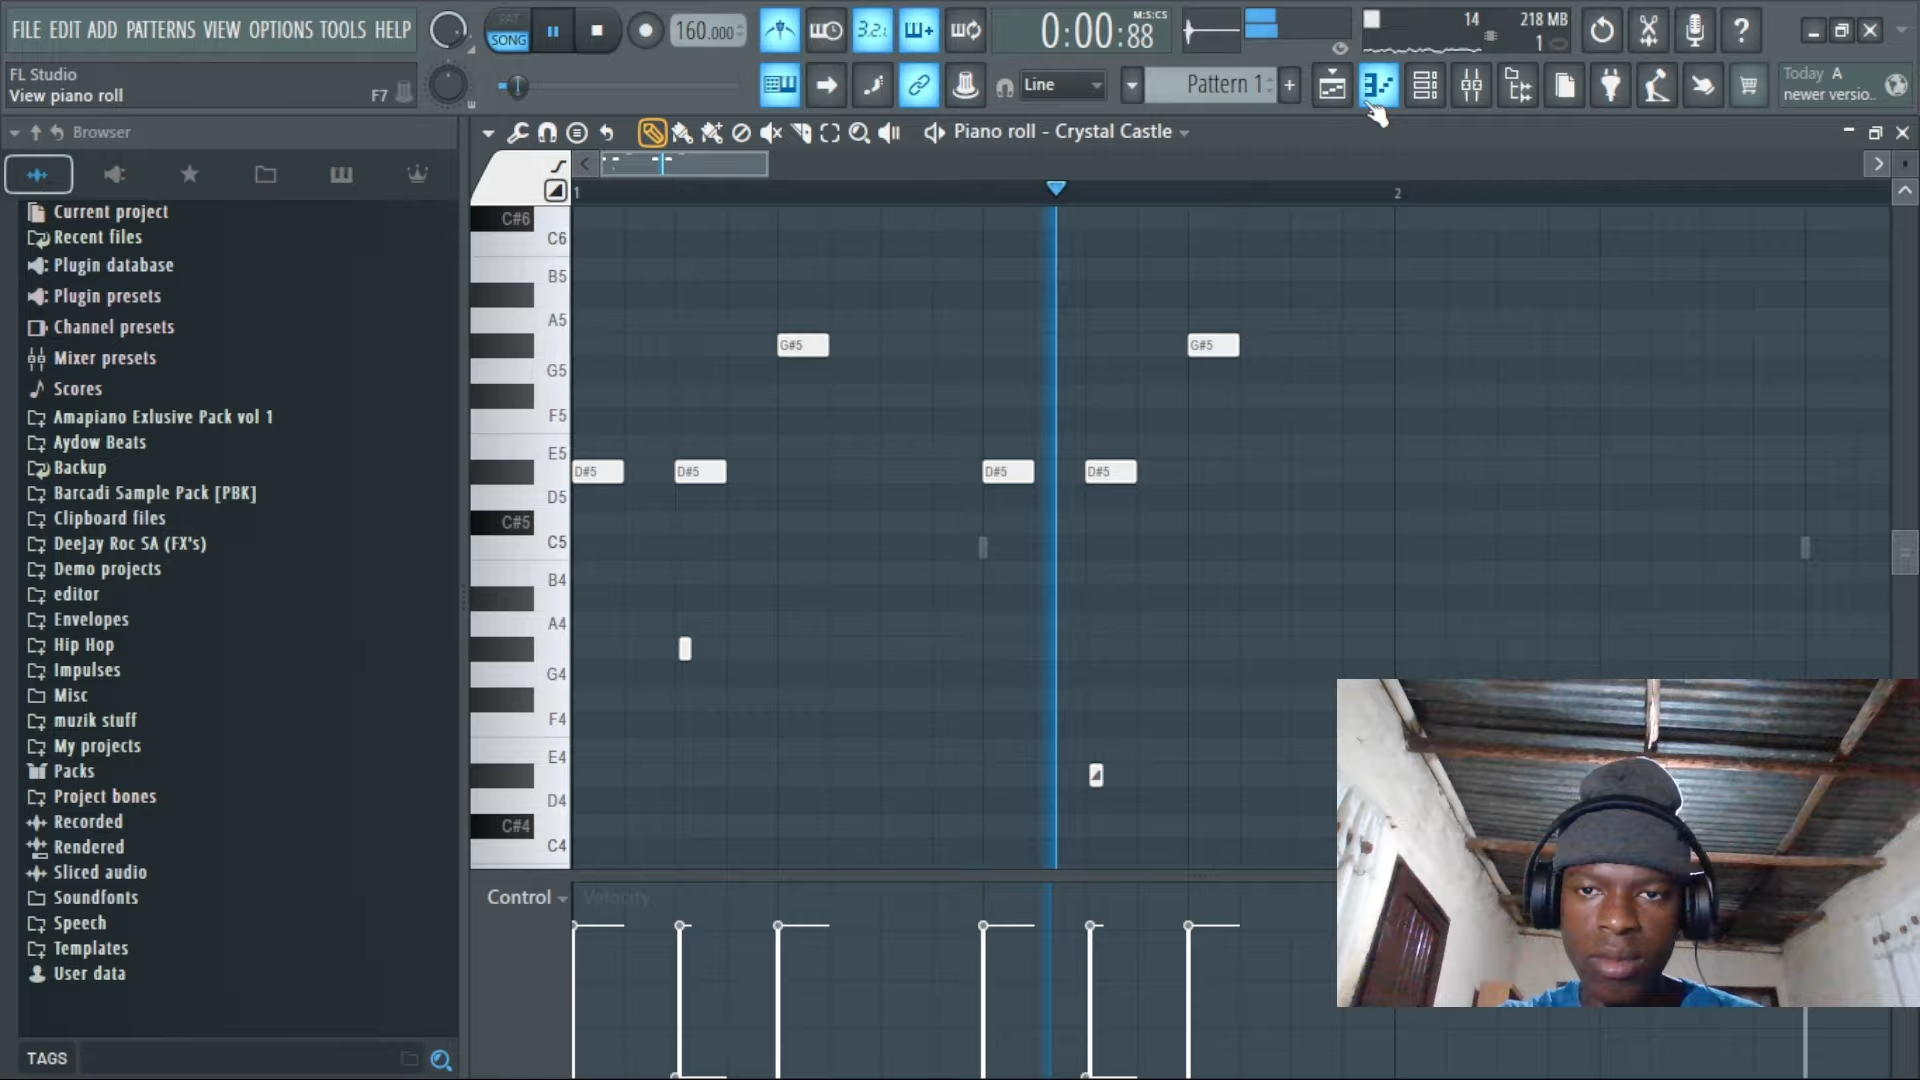 FILE EDIT ADD PATTERNS VIEW OPTIONS TOOLS HELP
PAT
SONG
160.000
3.2.:
0:00:88
M:S:CS
14
218 MB
1
FL Studio
View piano roll
F7
Line
Pattern 1
Today A
newer versio..
Browser
Piano roll - Crystal Castle
Current project
Recent files
Plugin database
Plugin presets
Channel presets
Mixer presets
Scores
Amapiano Exlusive Pack vol 1
Aydow Beats
Backup
Barcadi Sample Pack [PBK]
Clipboard files
DeeJay Roc SA (FX's)
Demo projects
editor
Envelopes
Hip Hop
Impulses
Misc
muzik stuff
My projects
Packs
Project bones
Recorded
Rendered
Sliced audio
Soundfonts
Speech
Templates
User data
TAGS
1
2
C#6
C6
B5
A5
G5
F5
E5
D5
C#5
C5
B4
A4
G4
F4
E4
D4
C#4
C4
G#5
G#5
D#5
D#5
D#5
D#5
Control
Velocity